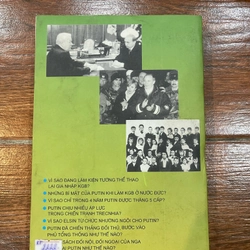 VÌ SAO ĐANG LÀM KIỆN TƯỚNG THỂ THAO
LẠI GIA NHẬP KGB?
NHỮNG BÍ MẬT CỦA PUTIN KHI LÀM KGB Ở NƯỚC ĐỨC?
VÌ SAO CHỈ TRONG 4 NĂM PUTIN ĐƯỢC THĂNG 3 CẤP?
PUTIN CHỊU NHIỀU ÁP LỰC
TRONG CHIẾN TRANH TRECNHIA?
VÌ SAO ELSIN TỪ CHỨC NHƯỜNG NGÔI CHO PUTIN?
PUTIN ĐÃ CHIẾN THẮNG ĐỐI THỦ, BƯỚC VÀO
PHỦ TỔNG THỐNG NHƯ THẾ NÀO?
SÁCH ĐỐI NỘI, ĐỐI NGOẠI CỦA NGA
PUTIN NHƯ THẾ NÀO?